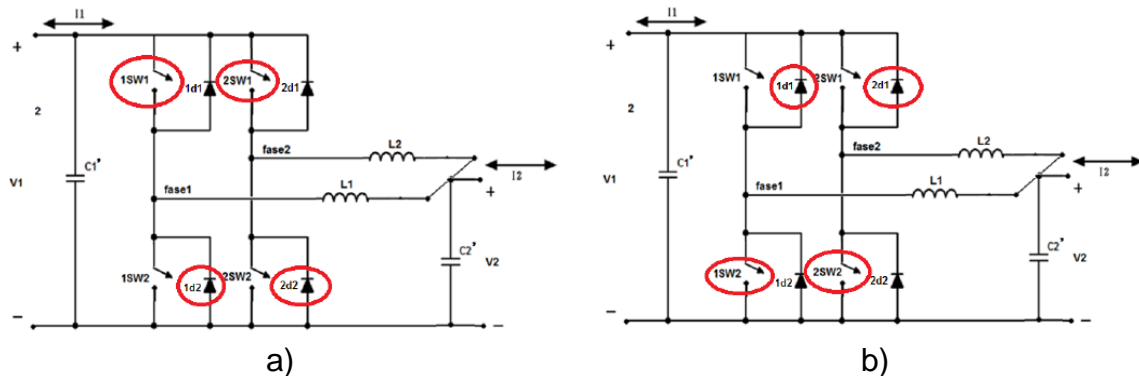 I1
+
1SW1
1d1
2SW1
2d1
2
L2
fase2
C1'
V1
L1
I2
fase1
+
C2'
V2
1SW2
1d2
2SW2
2d2
−
−
a)
I1
+
1SW1
1d1
2SW1
2d1
2
L2
fase2
C1'
V1
L1
I2
fase1
+
C2'
V2
1SW2
1d2
2SW2
2d2
−
−
b)